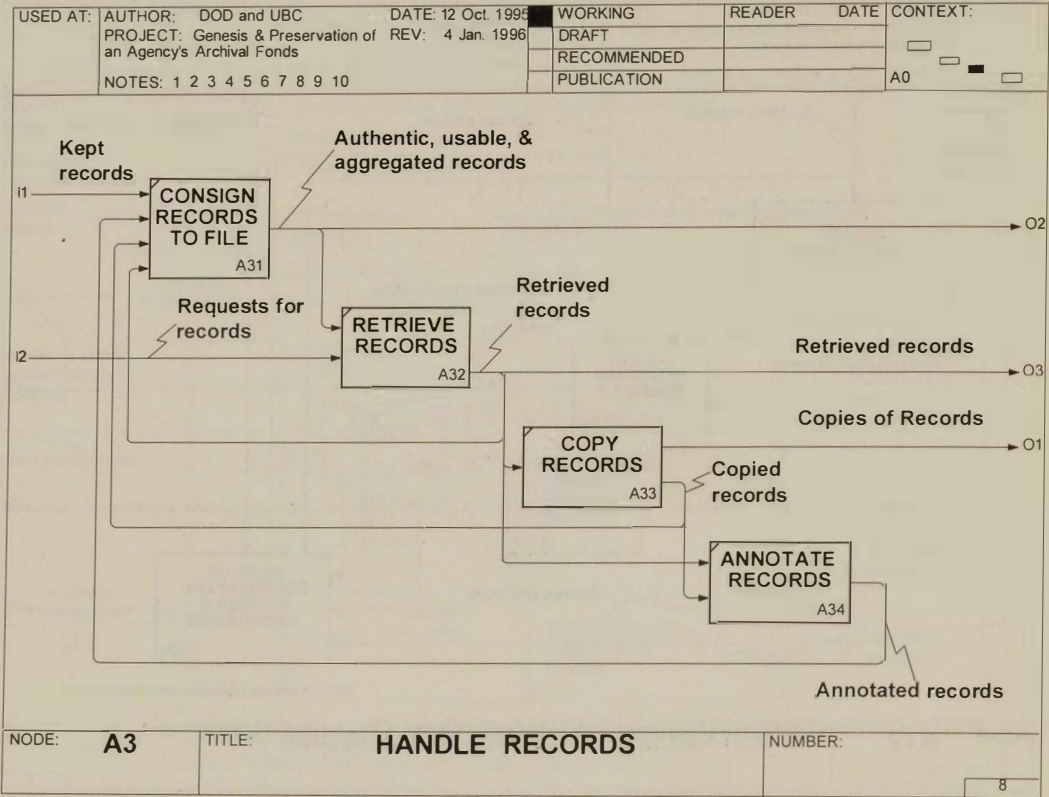 USED AT:
AUTHOR: DOD and UBC
DATE: 12 Oct. 1995
PROJECT: Genesis & Preservation of
REV: 4 Jan. 1996
an Agency's Archival Fonds
NOTES: 1 2 3 4 5 6 7 8 9 10
WORKING
DRAFT
RECOMMENDED
PUBLICATION
READER DATE
CONTEXT:
A0
Kept
records
Authentic, usable, &
aggregated records
I1
CONSIGN
RECORDS
TO FILE
A31
O2
Requests for
records
Retrieved
records
I2
RETRIEVE
RECORDS
A32
Retrieved records
O3
Copies of Records
O1
COPY
RECORDS
A33
Copied
records
ANNOTATE
RECORDS
A34
Annotated records
NODE: A3
TITLE: HANDLE RECORDS
NUMBER:
8